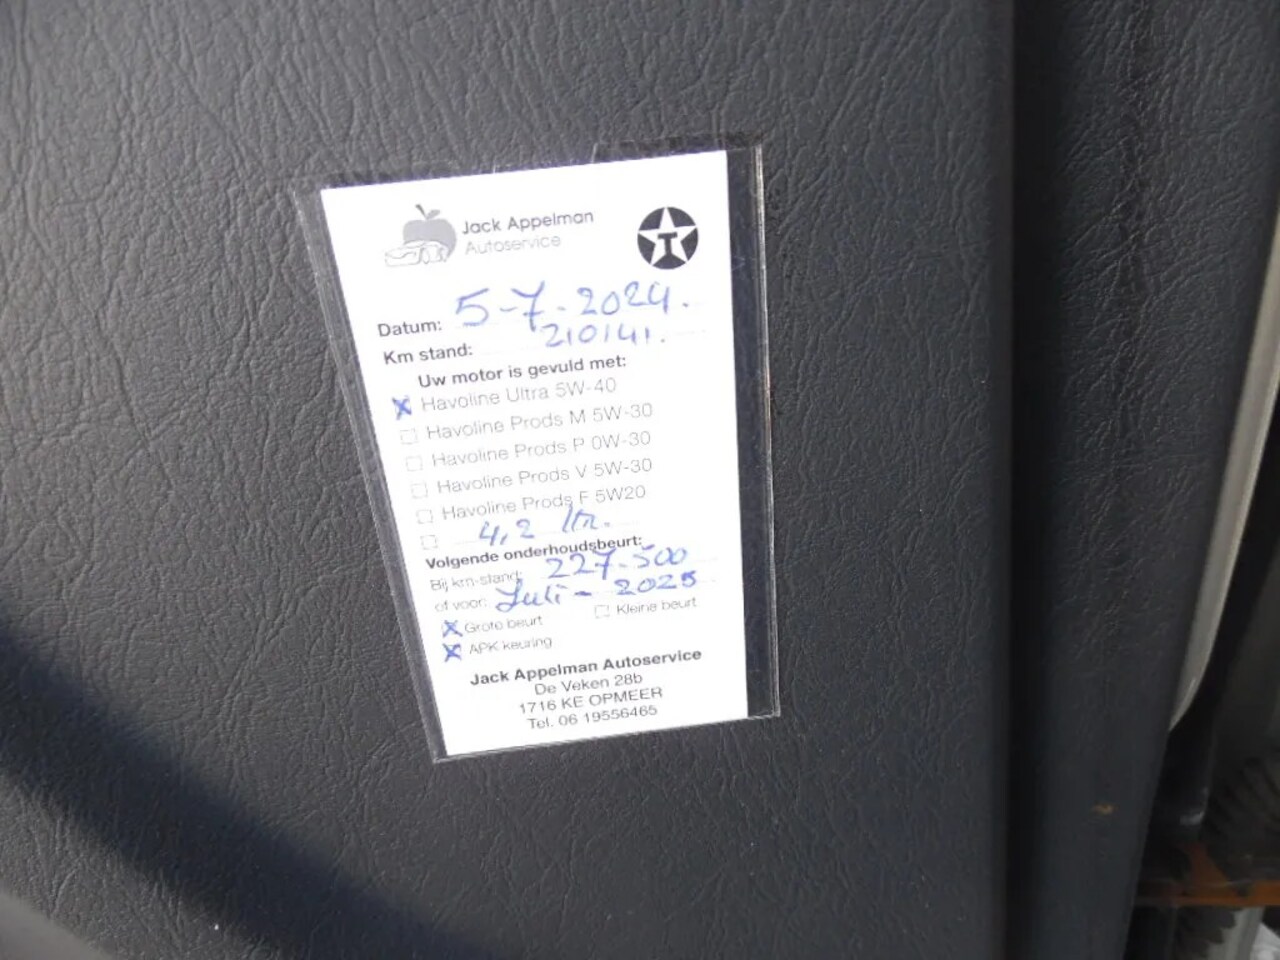 Jack Appelman
Autoservice
T
Datum: 5-7-2024.
Km stand: 210141.
Uw motor is gevuld met:
Havoline Ultra 5W-40
Havoline Prods M 5W-30
Havoline Prods P 0W-30
Havoline Prods V 5W-30
Havoline Prods F 5W20
4,2 ltr.
Volgende onderhoudsbeurt:
Bij km-stand: 227.500
of voor: Juli - 2025
Grote beurt Kleine beurt
APK keuring
Jack Appelman Autoservice
De Veken 28b
1716 KE OPMEER
Tel. 06 19556465